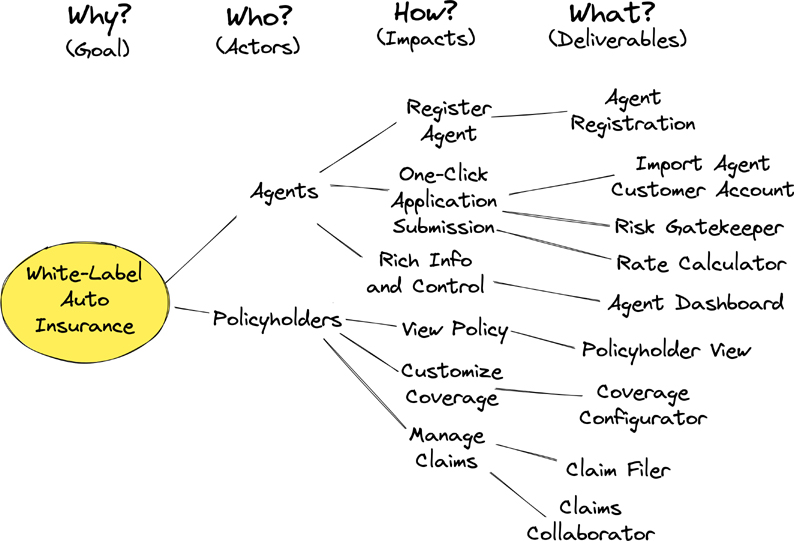 Why?
(Goal)
Who?
(Actors)
How?
(Impacts)
What?
(Deliverables)
White-Label
Auto
Insurance
Agents
Register
Agent
Agent
Registration
One-Click
Application
Submission
Import Agent
Customer Account
Risk Gatekeeper
Rate Calculator
Rich Info
and Control
Agent Dashboard
Policyholders
View Policy
Policyholder View
Customize
Coverage
Coverage
Configurator
Manage
Claims
Claim Filer
Claims
Collaborator